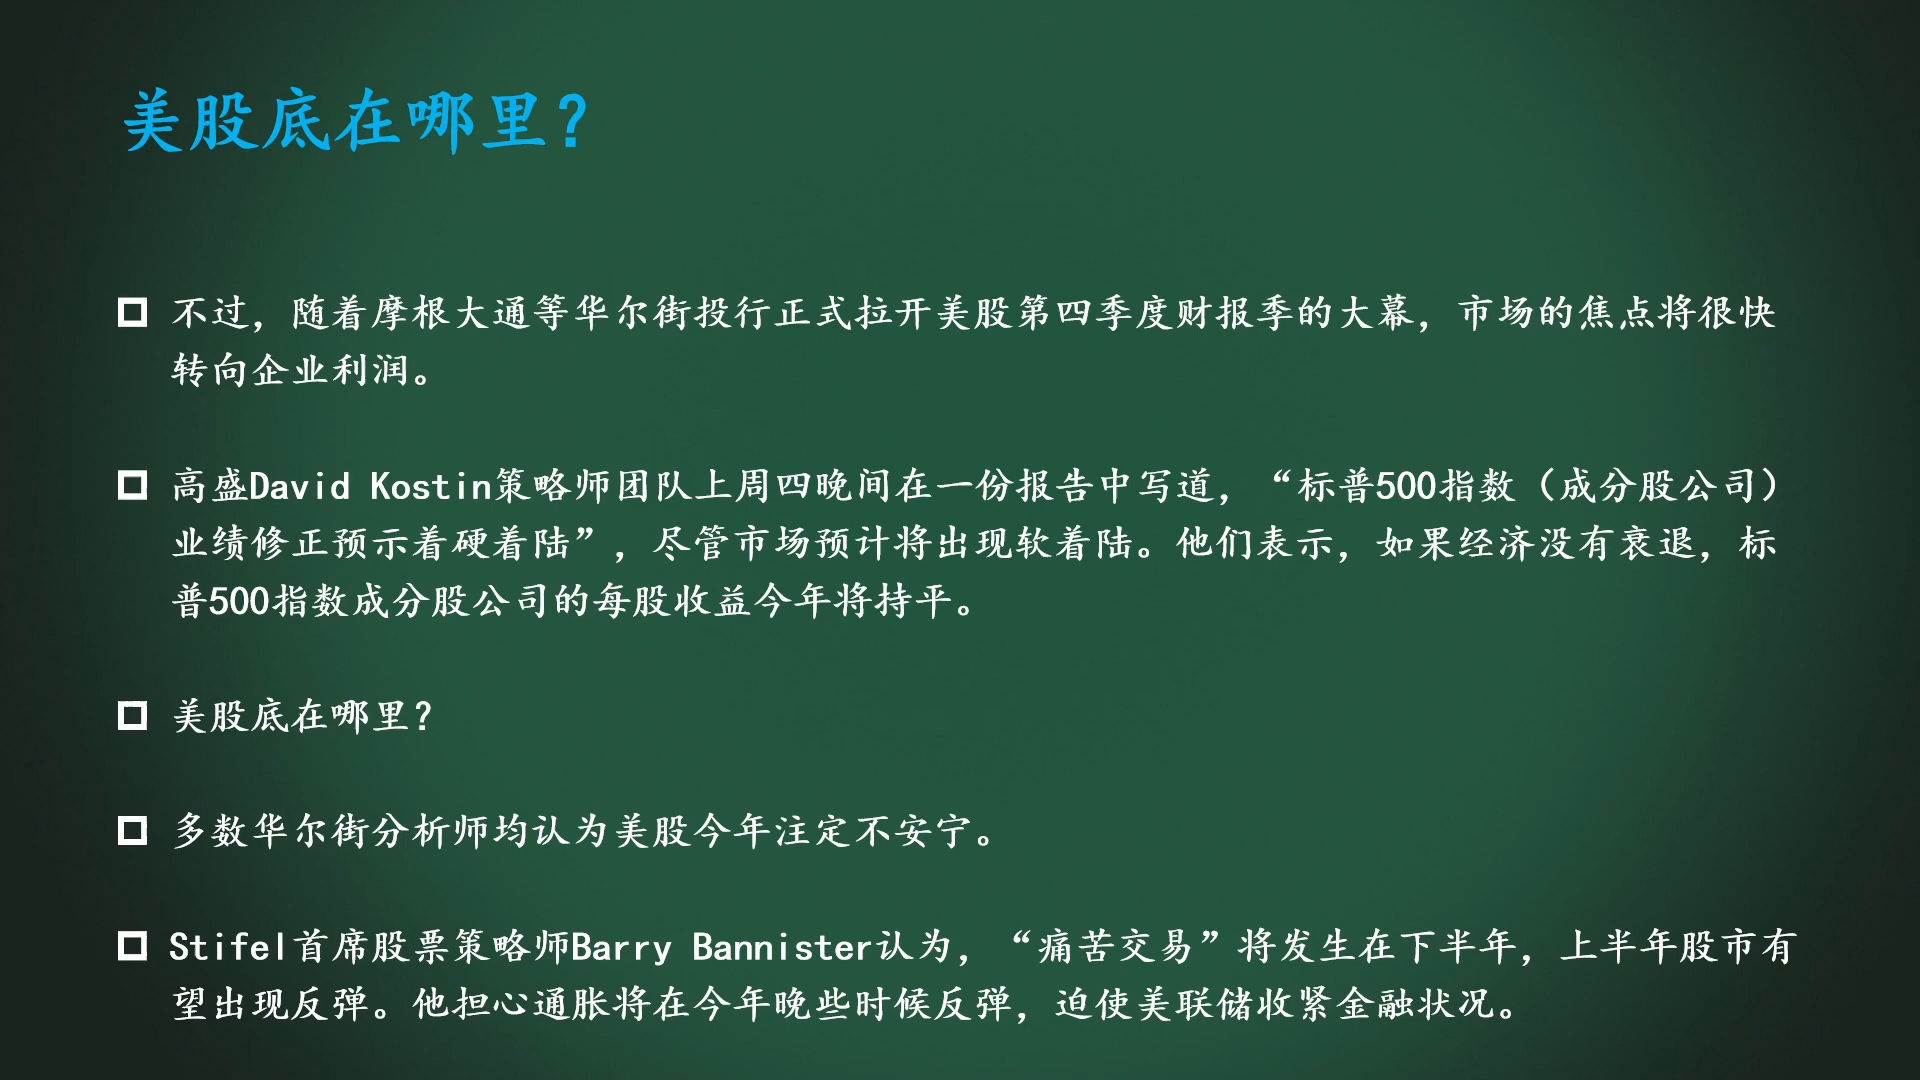 美股底在哪里?
不过，随着摩根大通等华尔街投行正式拉开美股第四季度财报季的大幕，市场的焦点将很快
转向企业利润。
高盛David Kostin策略师团队上周四晚间在一份报告中写道，“标普500指数（成分股公司）
业绩修正预示着硬着陆”，尽管市场预计将出现软着陆。他们表示，如果经济没有衰退，标
普500指数成分股公司的每股收益今年将持平。
美股底在哪里?
多数华尔街分析师均认为美股今年注定不安宁。
Stifel首席股票策略师Barry Bannister认为，“痛苦交易”将发生在下半年，上半年股市有
望出现反弹。他担心通胀将在今年晚些时候反弹，迫使美联储收紧金融状况。